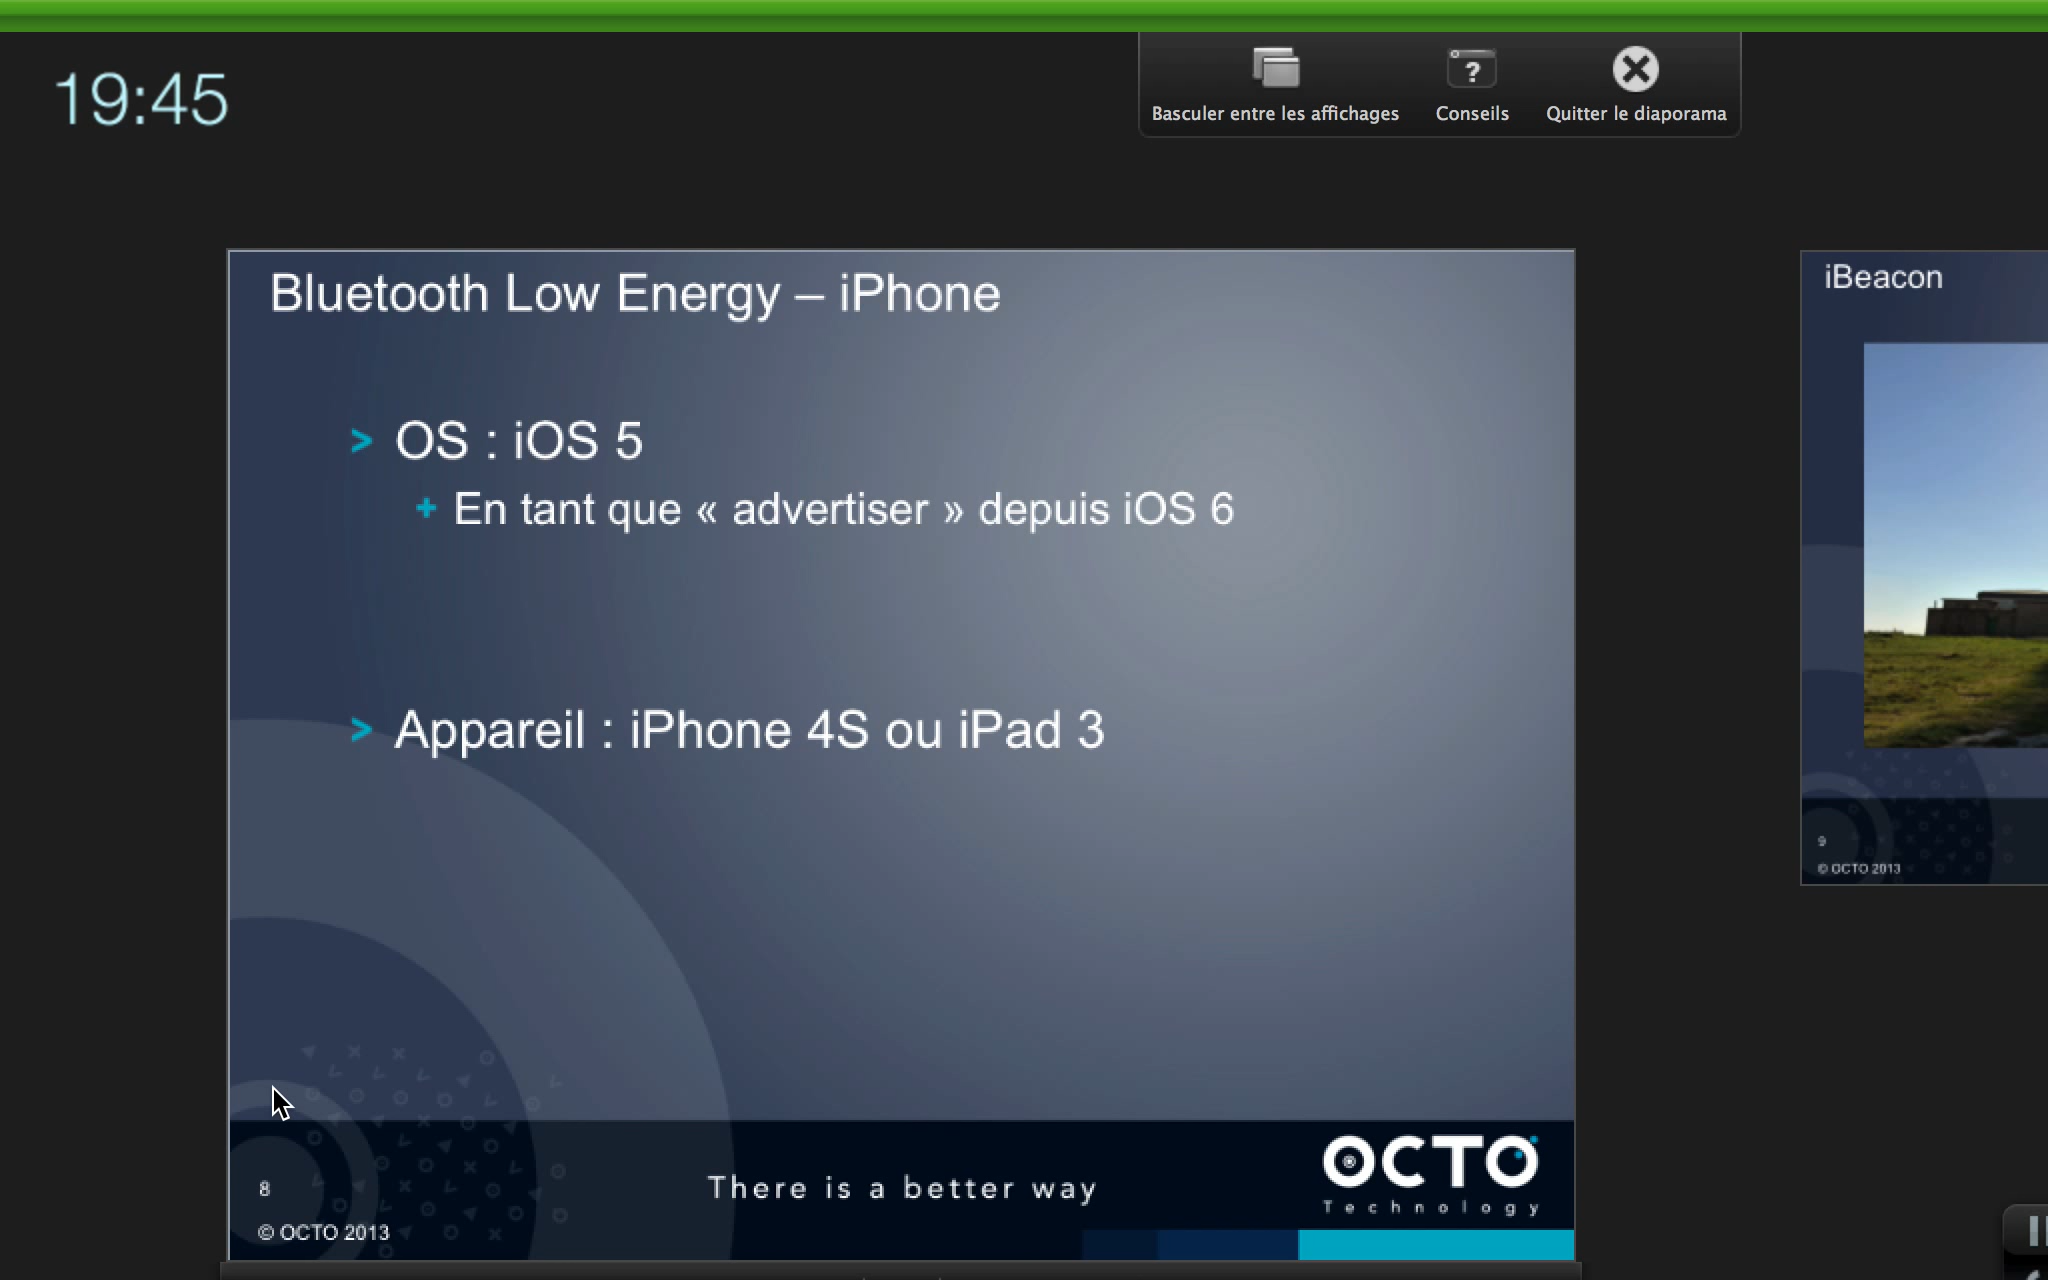 19:45
Basculer entre les affichages
Conseils
Quitter le diaporama
Bluetooth Low Energy – iPhone
> OS : iOS 5
+ En tant que « advertiser » depuis iOS 6
> Appareil : iPhone 4S ou iPad 3
8
© OCTO 2013
There is a better way
OCTO
Technology
iBeacon
9
© OCTO 2013